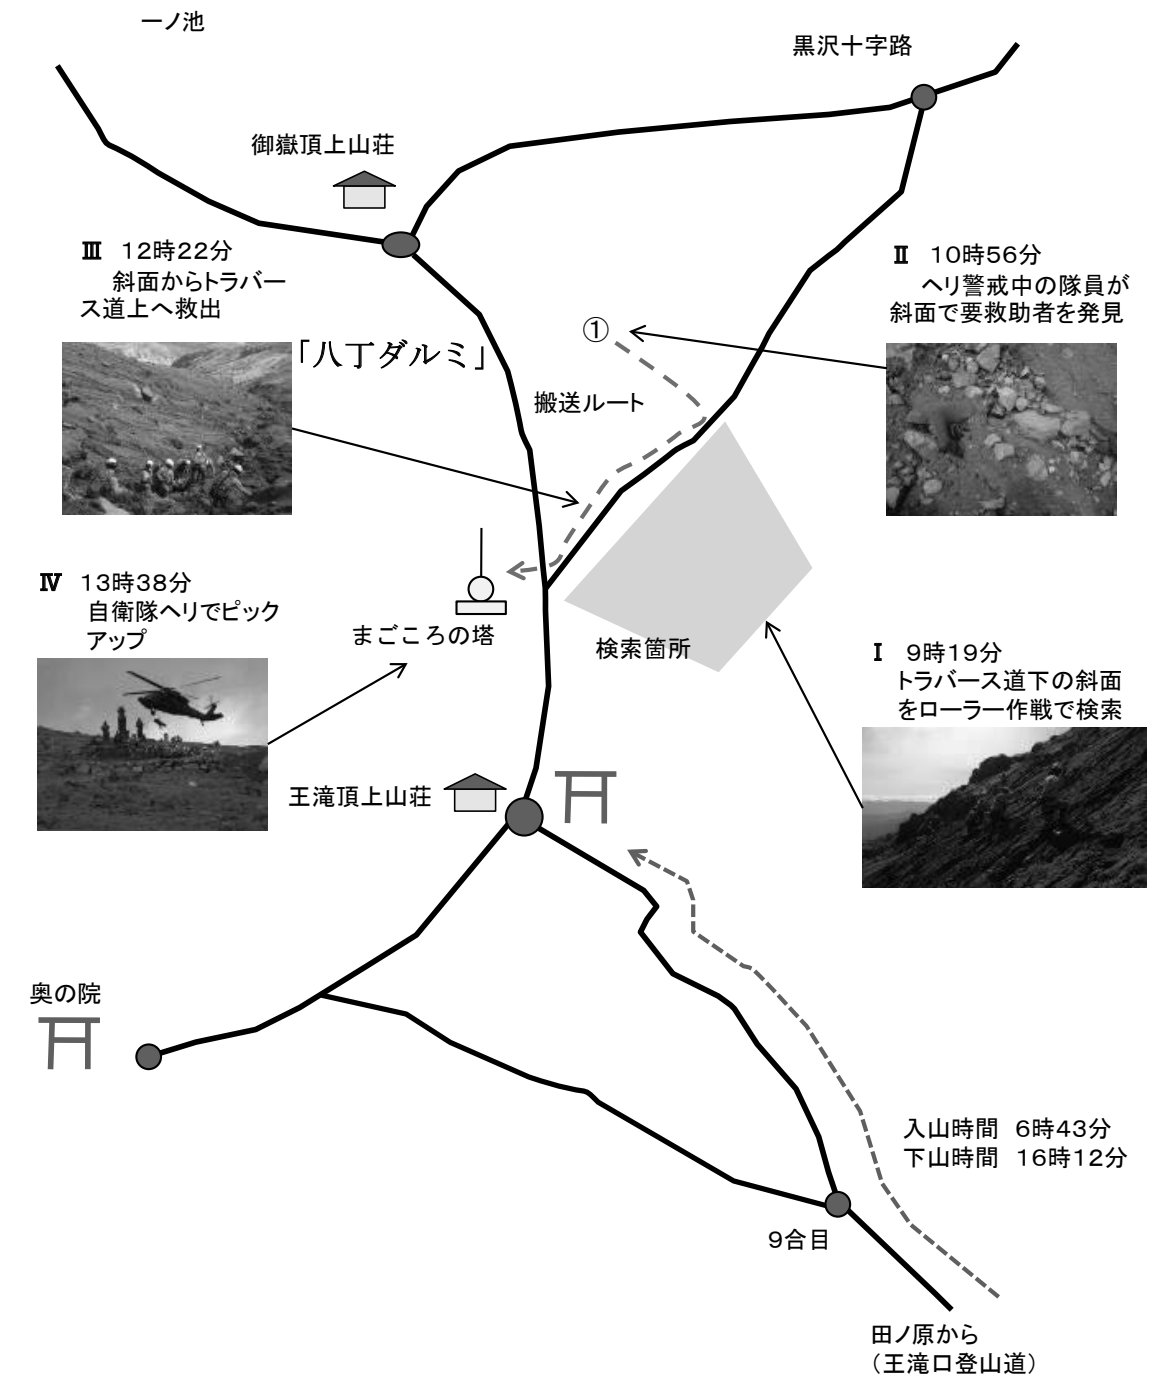 一ノ池
黒沢十字路
御嶽頂上山荘
Ⅲ　12時22分
斜面からトラバー
ス道上へ救出
Ⅱ　10時56分
ヘリ警戒中の隊員が
斜面で要救助者を発見
①
「八丁ダルミ」
搬送ルート
Ⅳ　13時38分
自衛隊ヘリでピック
アップ
まごころの塔
検索箇所
Ⅰ　9時19分
トラバース道下の斜面
をローラー作戦で検索
王滝頂上山荘
奥の院
入山時間　6時43分
下山時間　16時12分
9合目
田ノ原から
（王滝口登山道）